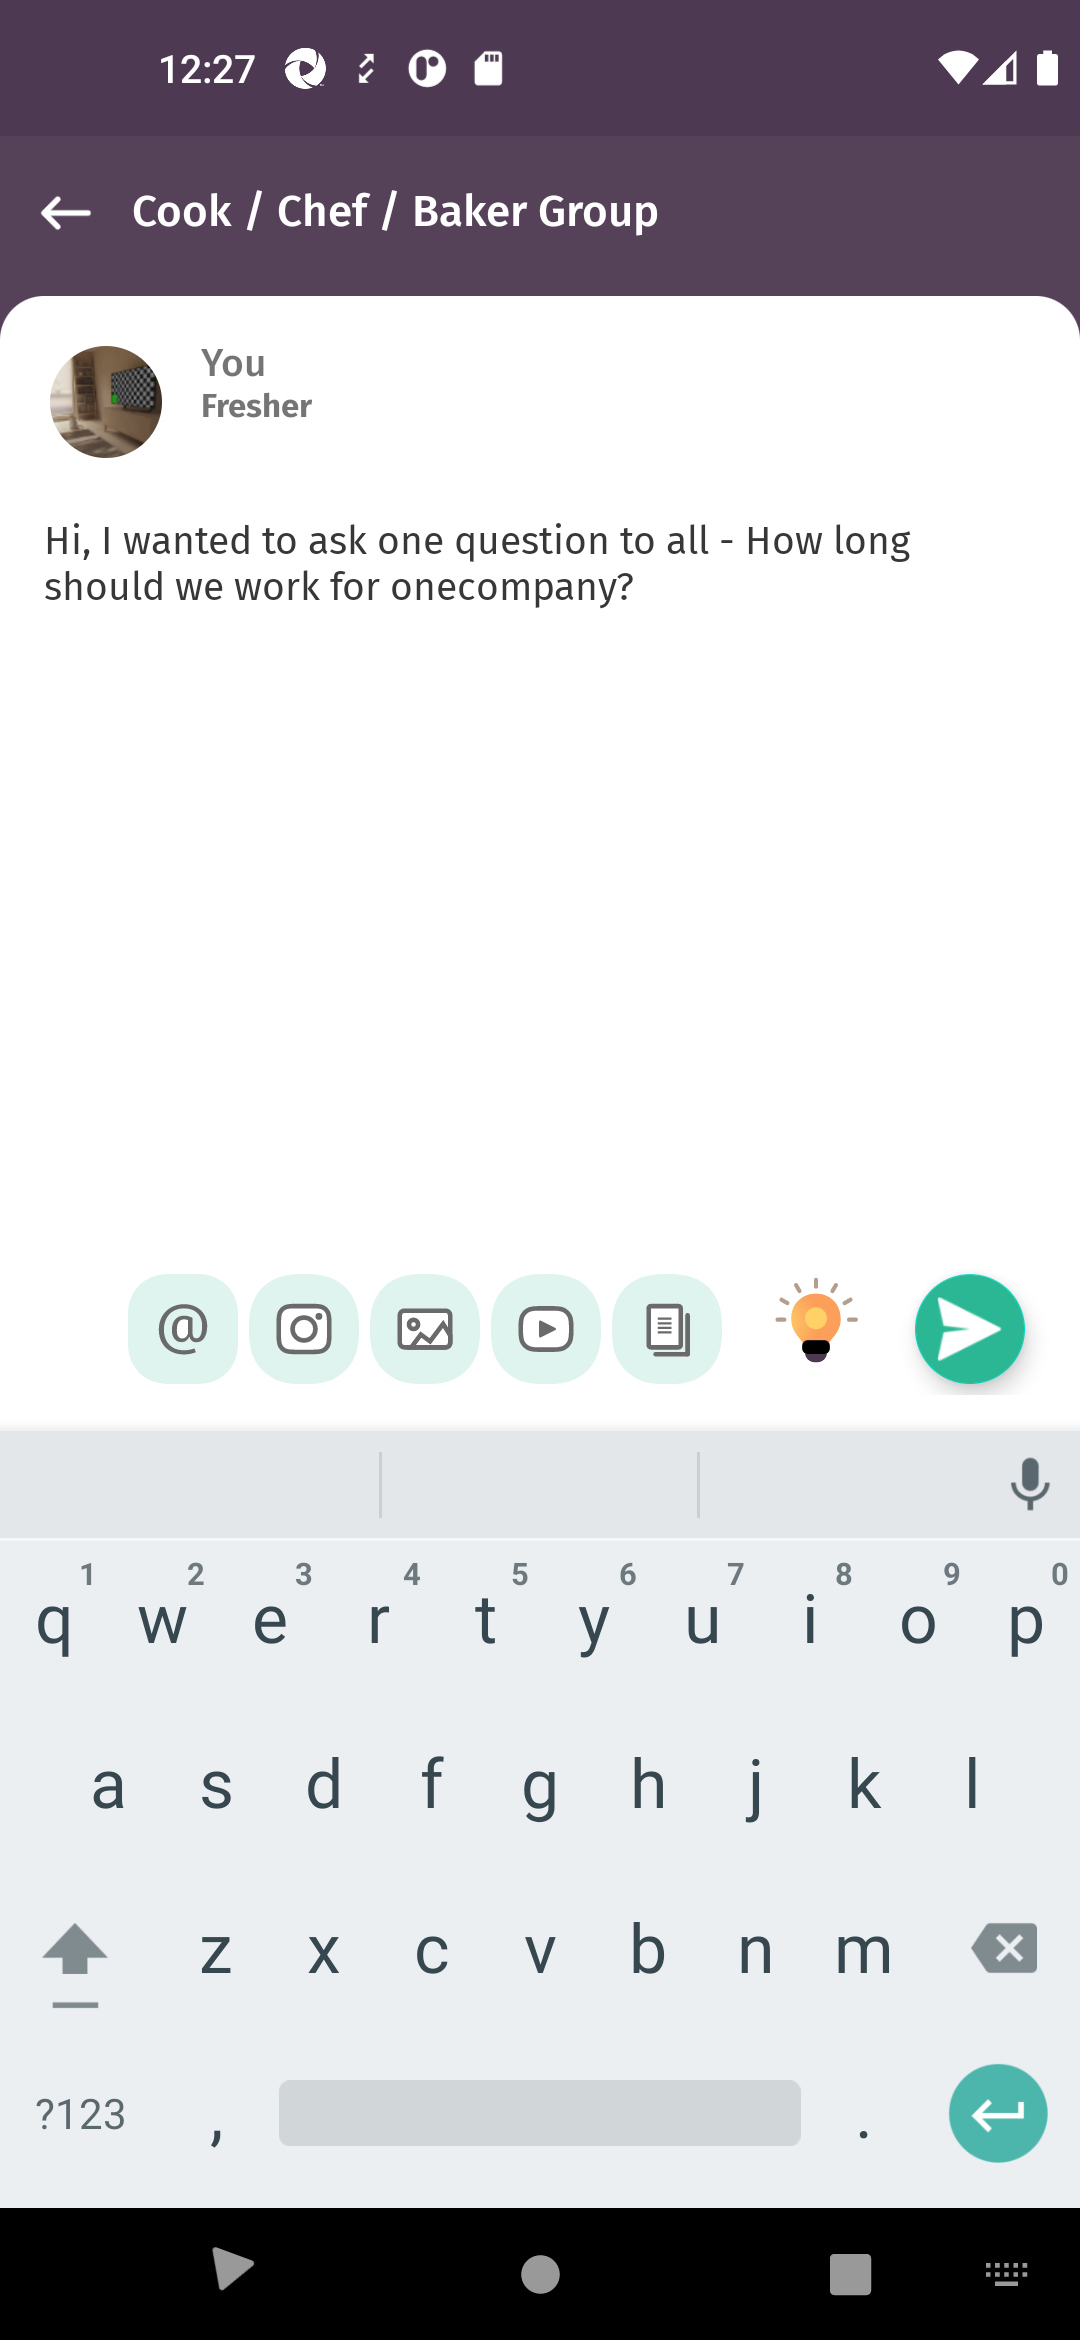 12:27
Cook / Chef / Baker Group
You
Fresher
Hi, I wanted to ask one question to all - How long
should we work for onecompany?
@
1 2 3 4 5 6 7 8 9 0
q w e r t y u i o p
a s d f g h j k l
z x c v b n m
?123 , .